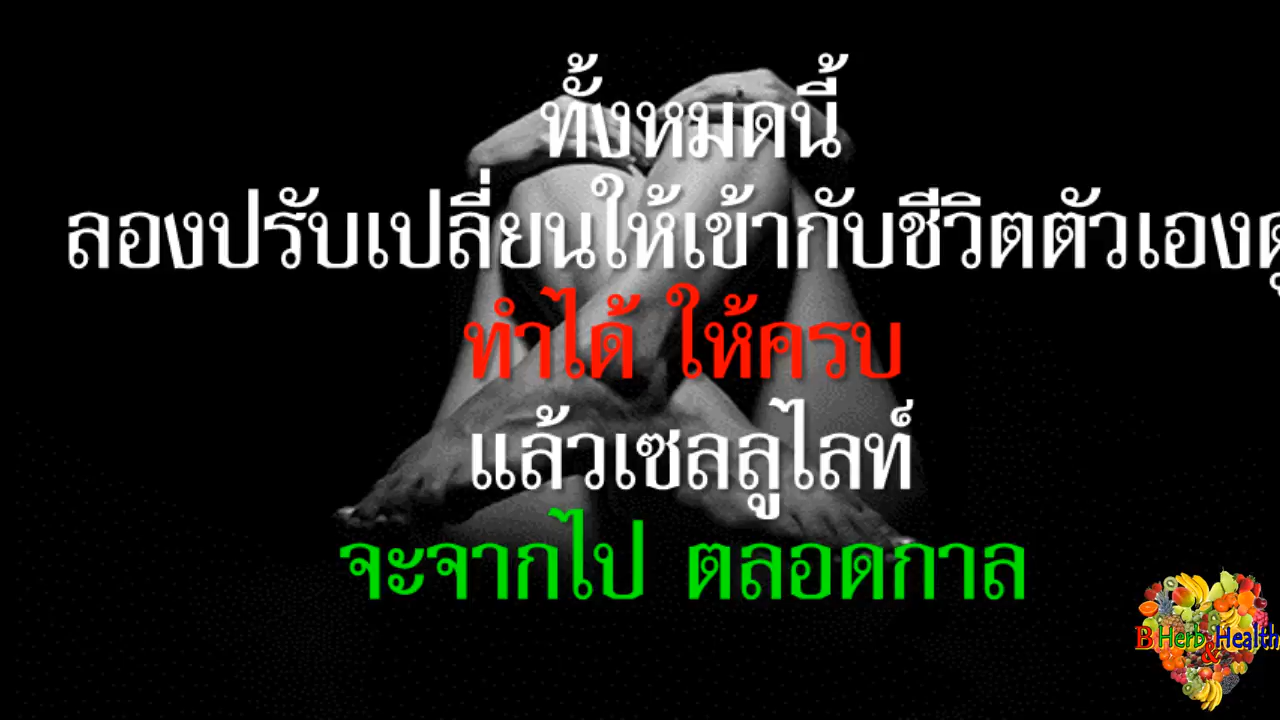 ทั้งหมดนี้
ลองปรับเปลี่ยนให้เข้ากับชีวิตตัวเองดู
ทำได้ ให้ครบ
แล้วเซลลูไลท์
จะจากไป ตลอดกาล
B Herb & Health